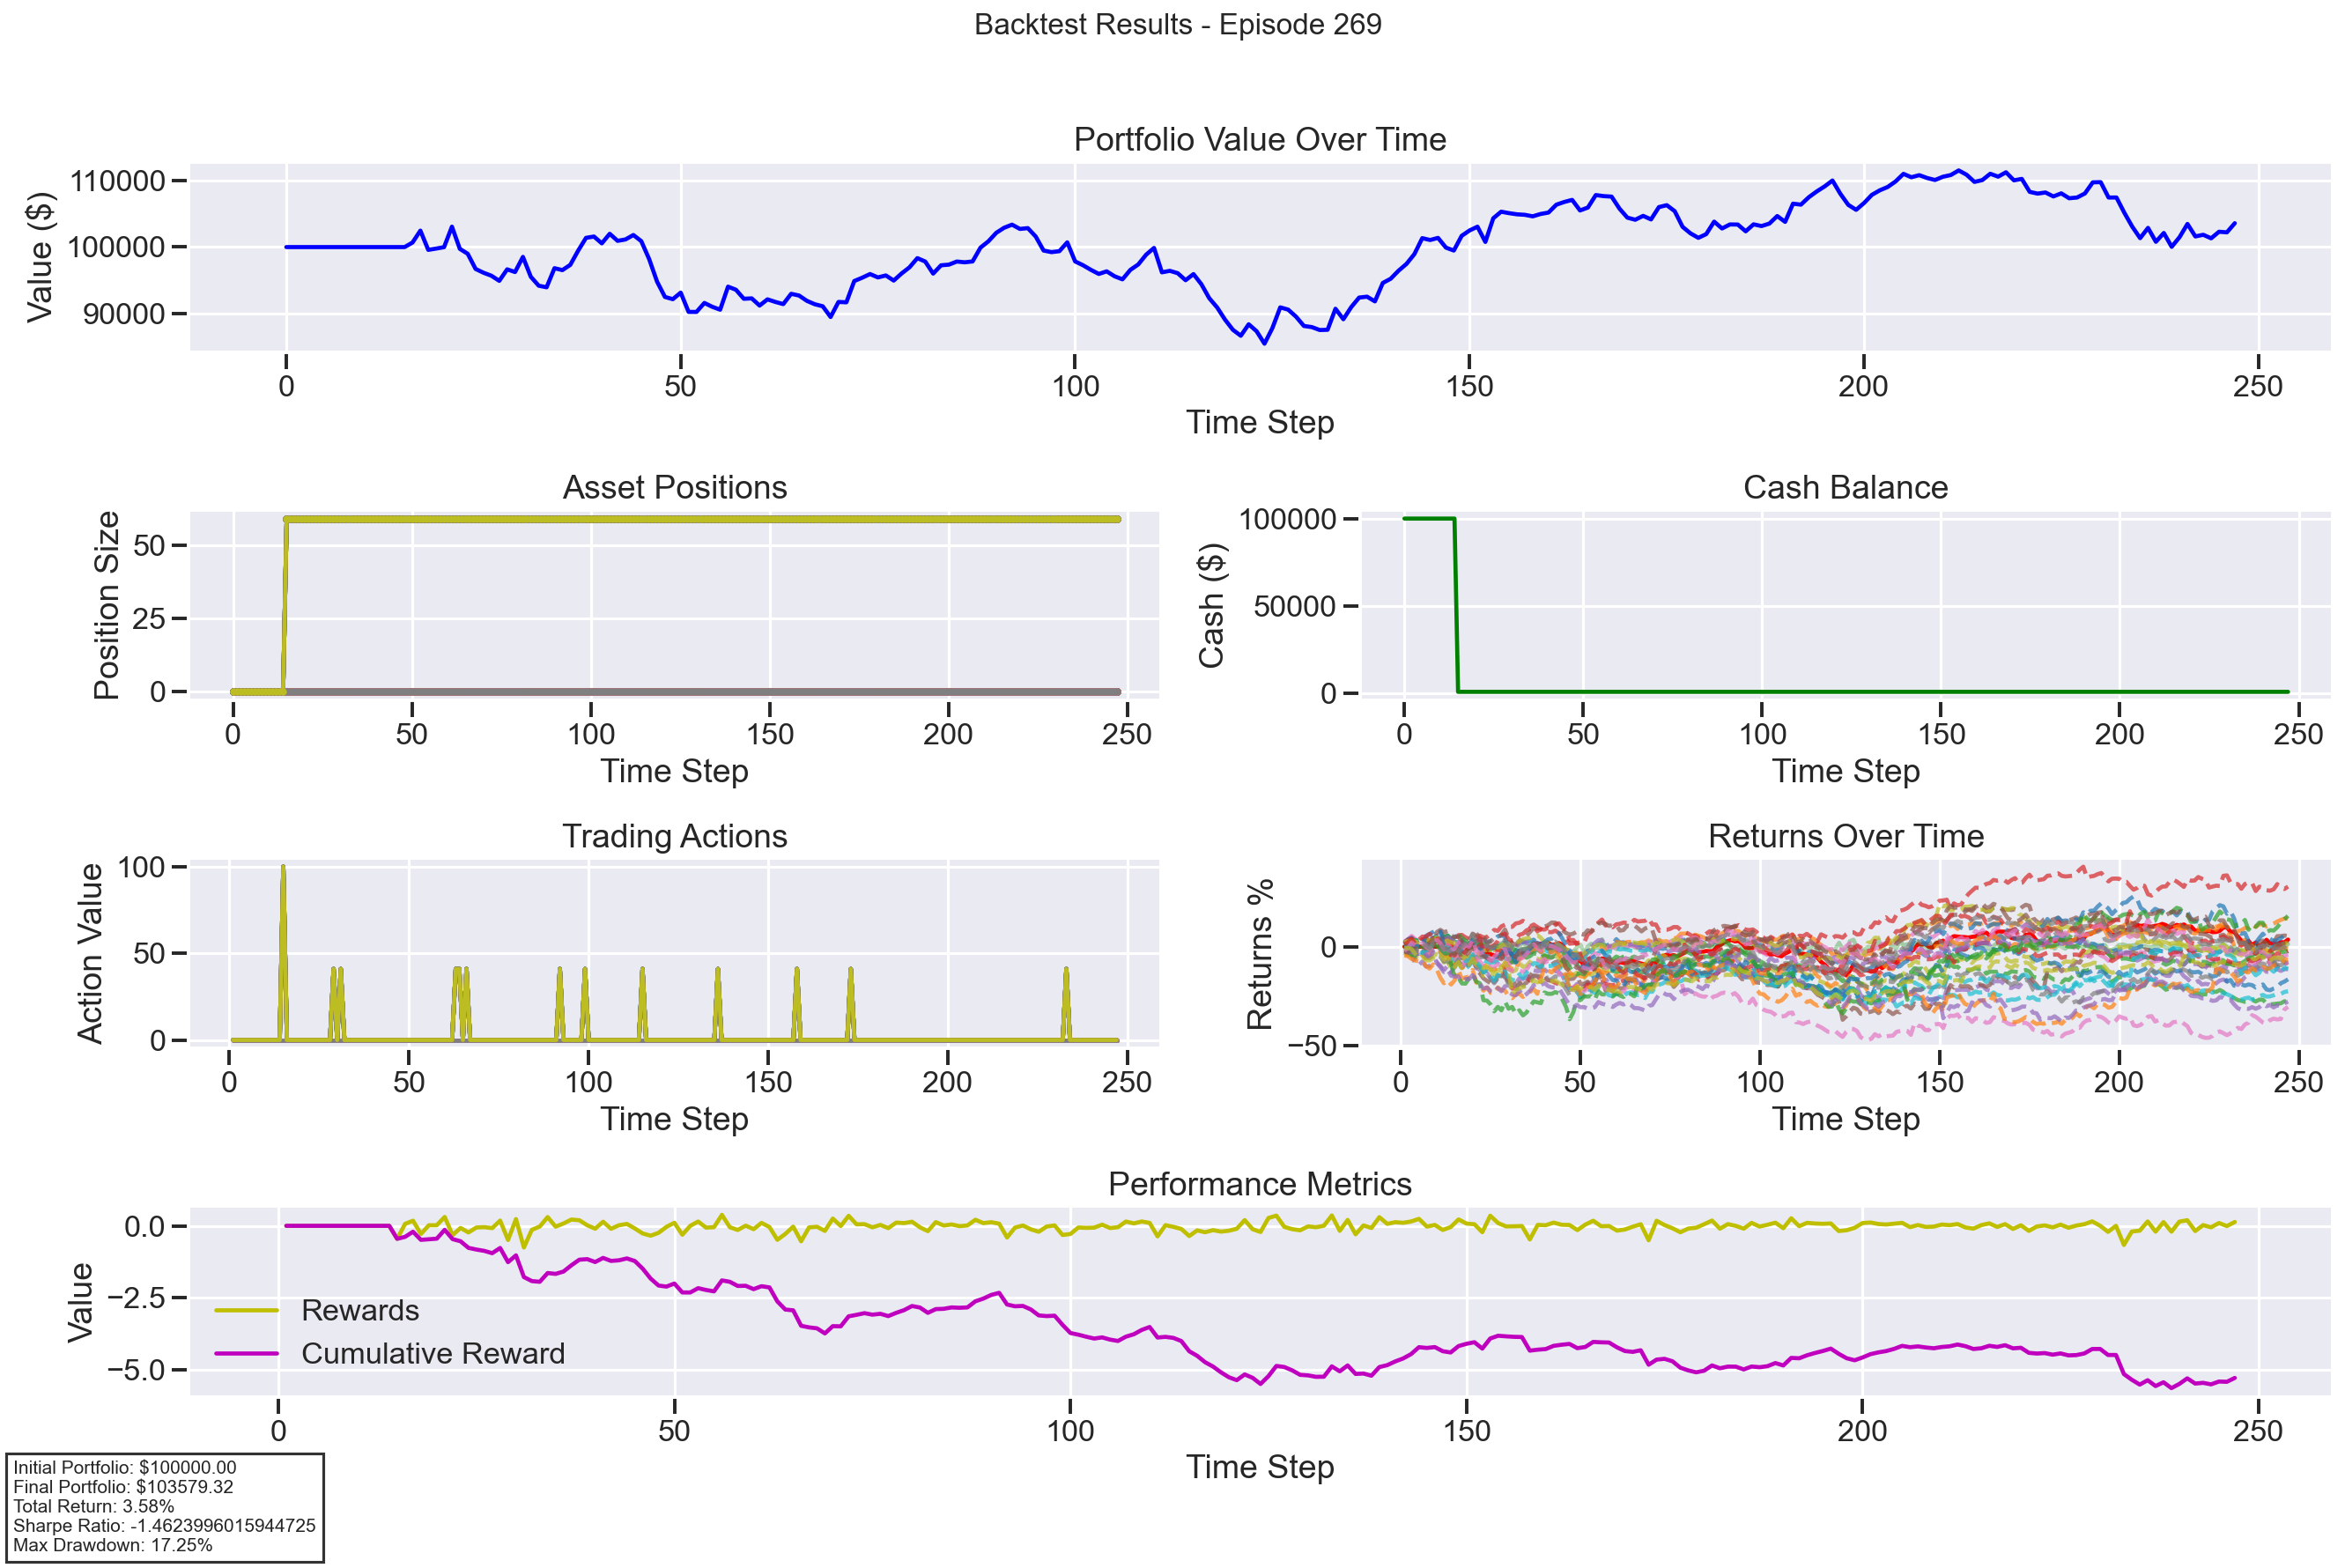 Backtest Results - Episode 269
Portfolio Value Over Time
Value ($)
110000
100000
90000
0 50 100 150 200 250
Time Step
Asset Positions
Position Size
50
25
0
0 50 100 150 200 250
Time Step
Cash Balance
Cash ($)
100000
50000
0
0 50 100 150 200 250
Time Step
Trading Actions
Action Value
100
50
0
0 50 100 150 200 250
Time Step
Returns Over Time
Returns %
0
−50
0 50 100 150 200 250
Time Step
Performance Metrics
Value
0.0
−2.5
−5.0
Rewards
Cumulative Reward
0 50 100 150 200 250
Time Step
Initial Portfolio: $100000.00
Final Portfolio: $103579.32
Total Return: 3.58%
Sharpe Ratio: -1.4623996015944725
Max Drawdown: 17.25%